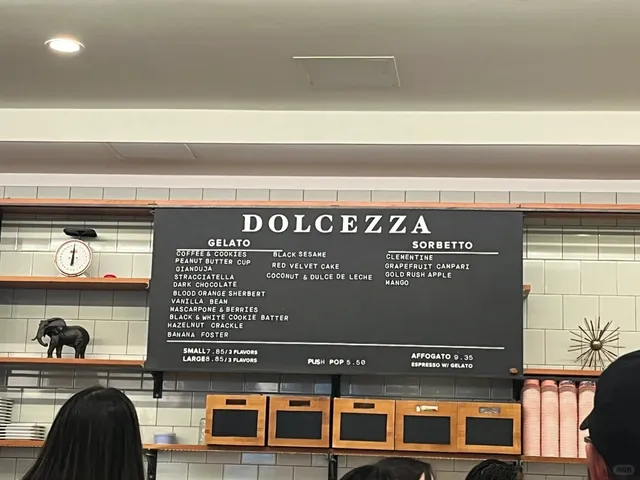 DOLCEZZA
GELATO
COFFEE & COOKIES
PEANUT BUTTER CUP
GIANDUJA
STRACCIATELLA
DARK CHOCOLATE
BLOOD ORANGE SHERBERT
VANILLA BEAN
MASCARPONE & BERRIES
BLACK & WHITE COOKIE BATTER
HAZELNUT CRACKLE
BANANA FOSTER
BLACK SESAME
RED VELVET CAKE
COCONUT & DULCE DE LECHE
SORBETTO
CLEMENTINE
GRAPEFRUIT CAMPARI
GOLD RUSH APPLE
MANGO
SMALL 7.85/3 FLAVORS
LARGE 8.85/3 FLAVORS
PUSH POP 5.50
AFFOGATO 9.35
ESPRESSO W/ GELATO